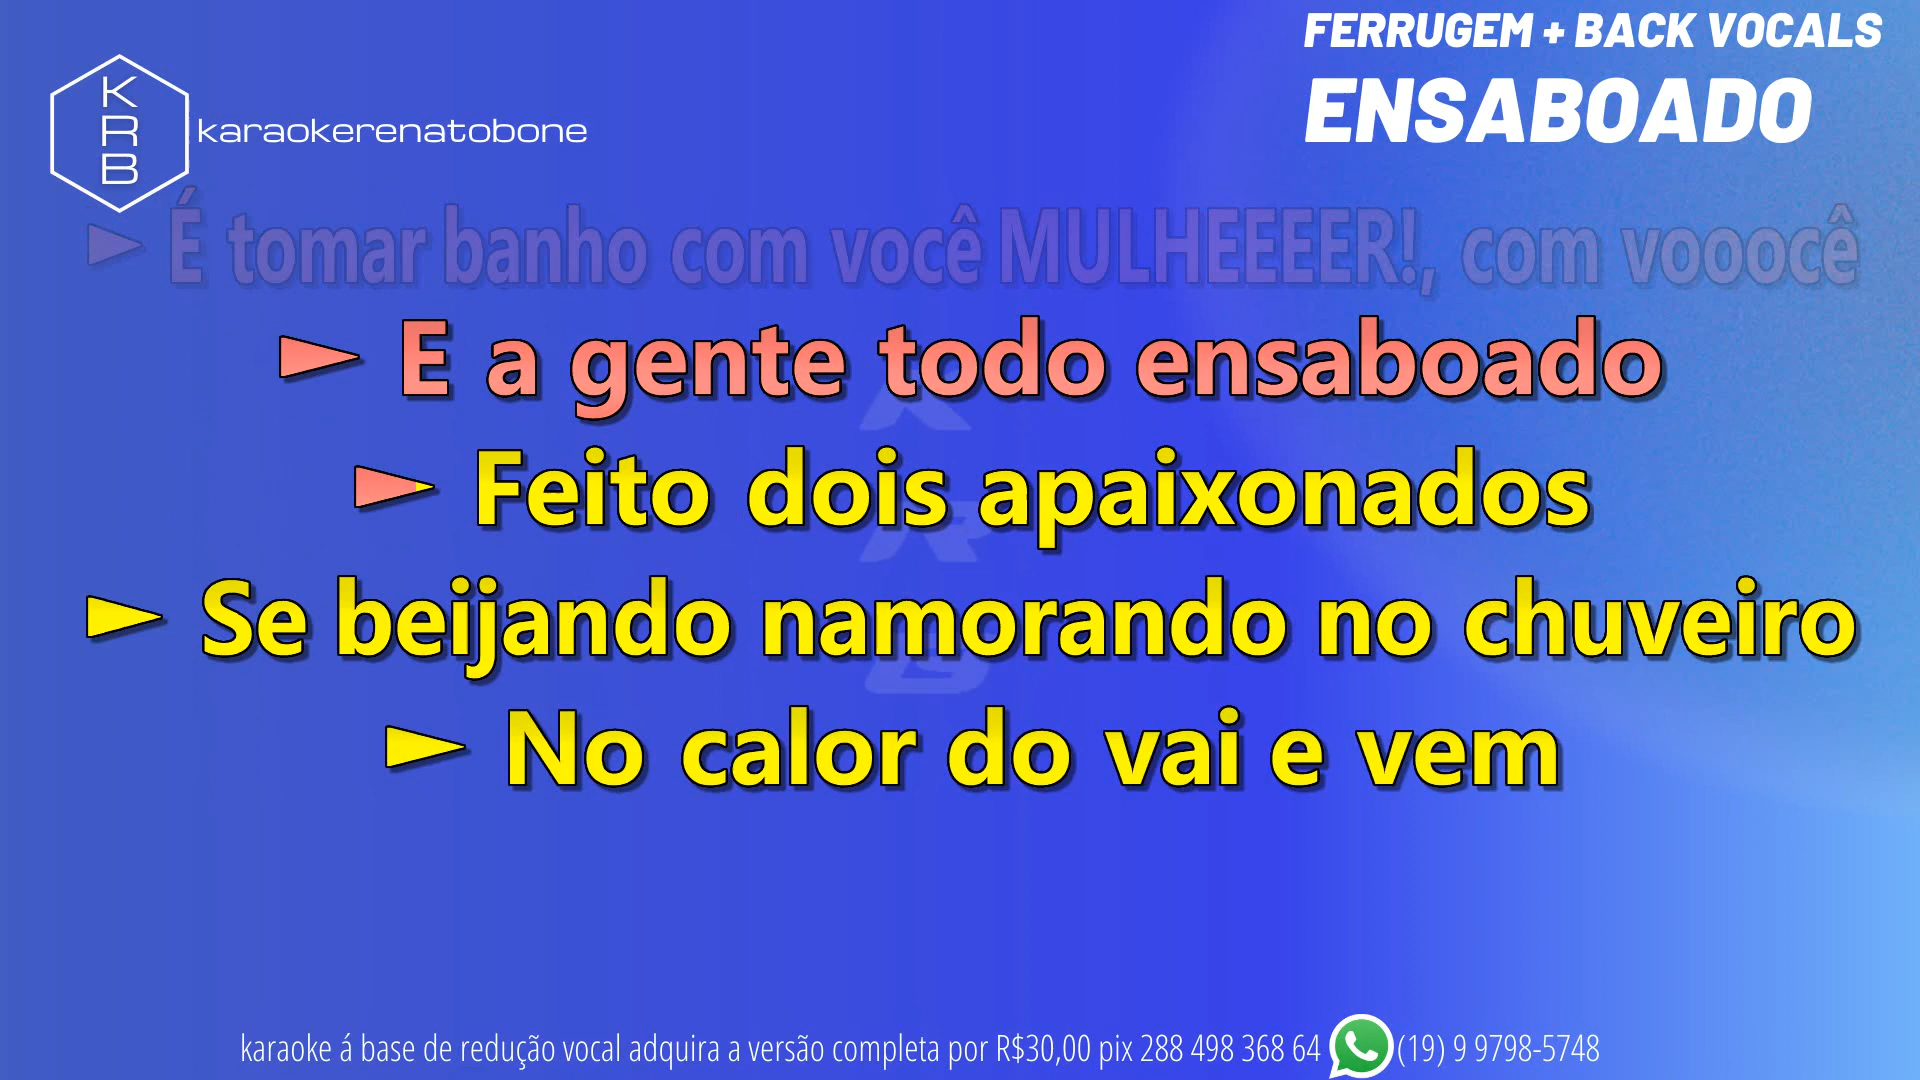 FERRUGEM + BACK VOCALS
ENSABOADO
K
R
B
karaokerenatobone
► É tomar banho com você MULHEEEER!, com vooocê
► E a gente todo ensaboado
► Feito dois apaixonados
► Se beijando namorando no chuveiro
► No calor do vai e vem
K
R
B
karaoke á base de redução vocal adquira a versão completa por R$30,00 pix 288 498 368 64 (19) 9 9798-5748